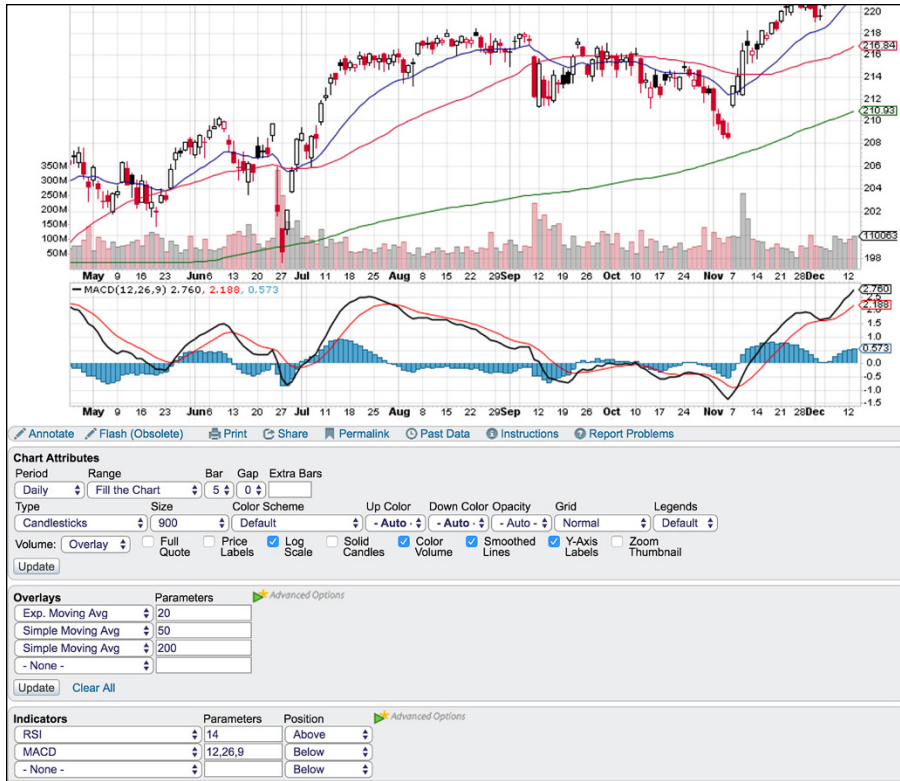 220
218
216.84
216
214
212
210.93
210
208
206
350M
300M
204
250M
200M
202
150M
110063
100M
50M
198
May 9 16 23 Jun 6 13 20 27 Jul 11 18 25 Aug 8 15 22 29 Sep 12 19 26 Oct 10 17 24 Nov 7 14 21 28 Dec 12
MACD(12,26,9) 2.760, 2.188, 0.573
2.760
2.5
2.188
2.0
1.5
1.0
0.573
0.0
-0.5
-1.0
-1.5
May 9 16 23 Jun 6 13 20 27 Jul 11 18 25 Aug 8 15 22 29 Sep 12 19 26 Oct 10 17 24 Nov 7 14 21 28 Dec 12
Annotate Flash (Obsolete) Print Share Permalink Past Data Instructions Report Problems
Chart Attributes
Period Range Bar Gap Extra Bars
Daily Fill the Chart 5 0
Type Size Color Scheme Up Color Down Color Opacity Grid Legends
Candlesticks 900 Default - Auto - - Auto - - Auto - Normal Default
Volume: Overlay Full Quote Price Labels Log Scale Solid Candles Color Volume Smoothed Lines Y-Axis Labels Zoom Thumbnail
Update
Overlays Parameters Advanced Options
Exp. Moving Avg 20
Simple Moving Avg 50
Simple Moving Avg 200
- None -
Update Clear All
Indicators Parameters Position Advanced Options
RSI 14 Above
MACD 12,26,9 Below
- None - Below